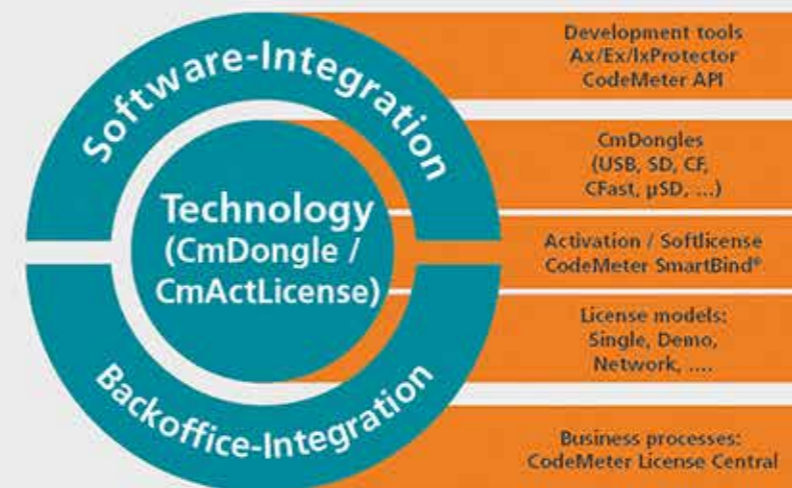 Software-Integration
Technology
(CmDongle /
CmActLicense)
Backoffice-Integration
Development tools
Ax/Ex/IxProtector
CodeMeter API
CmDongles
(USB, SD, CF,
CFast, µSD, ...)
Activation / Softlicense
CodeMeter SmartBind®
License models:
Single, Demo,
Network, ....
Business processes:
CodeMeter License Central